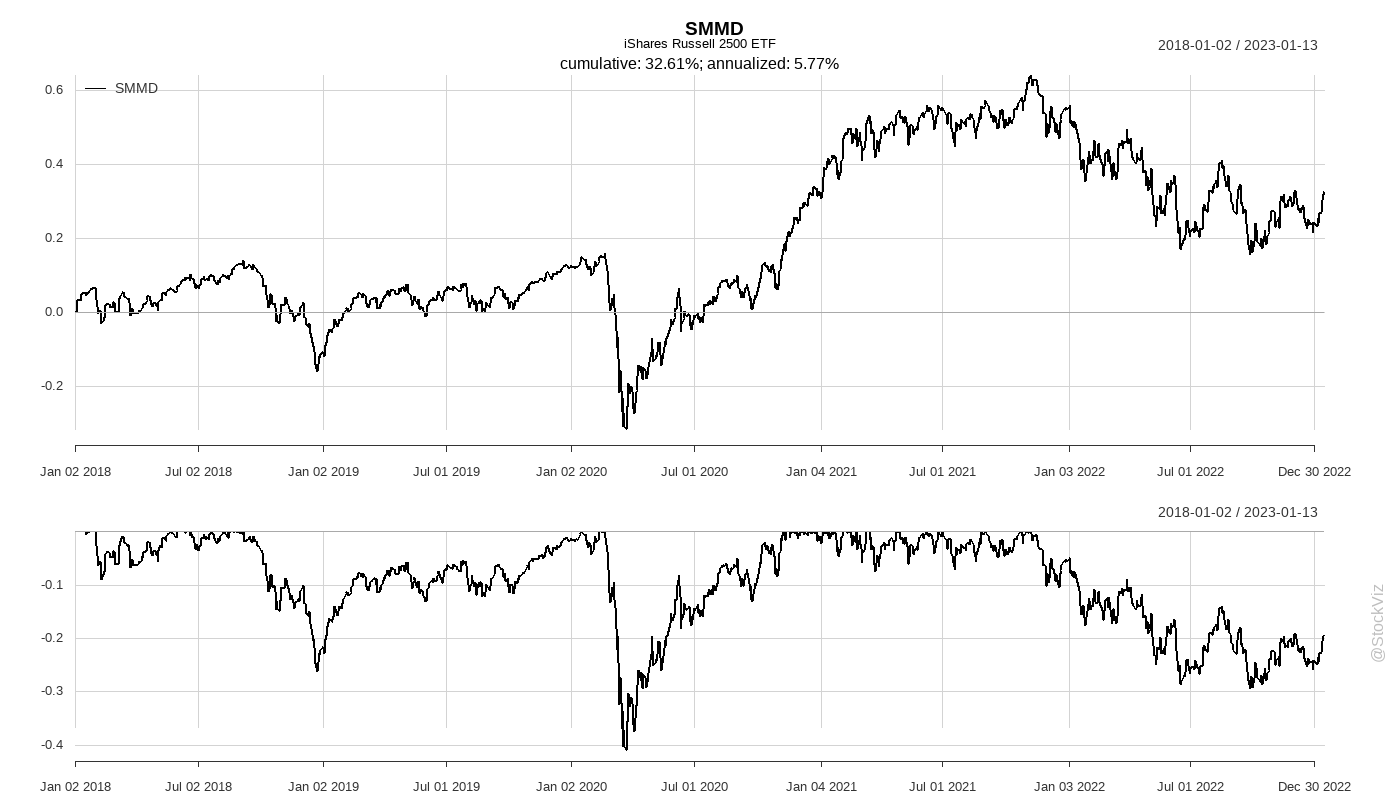 SMMD
iShares Russell 2500 ETF
2018-01-02 / 2023-01-13
cumulative: 32.61%; annualized: 5.77%
SMMD
0.6
0.4
0.2
0.0
-0.2
Jan 02 2018 Jul 02 2018 Jan 02 2019 Jul 01 2019 Jan 02 2020 Jul 01 2020 Jan 04 2021 Jul 01 2021 Jan 03 2022 Jul 01 2022 Dec 30 2022
2018-01-02 / 2023-01-13
-0.1
-0.2
-0.3
-0.4
Jan 02 2018 Jul 02 2018 Jan 02 2019 Jul 01 2019 Jan 02 2020 Jul 01 2020 Jan 04 2021 Jul 01 2021 Jan 03 2022 Jul 01 2022 Dec 30 2022
@StockViz